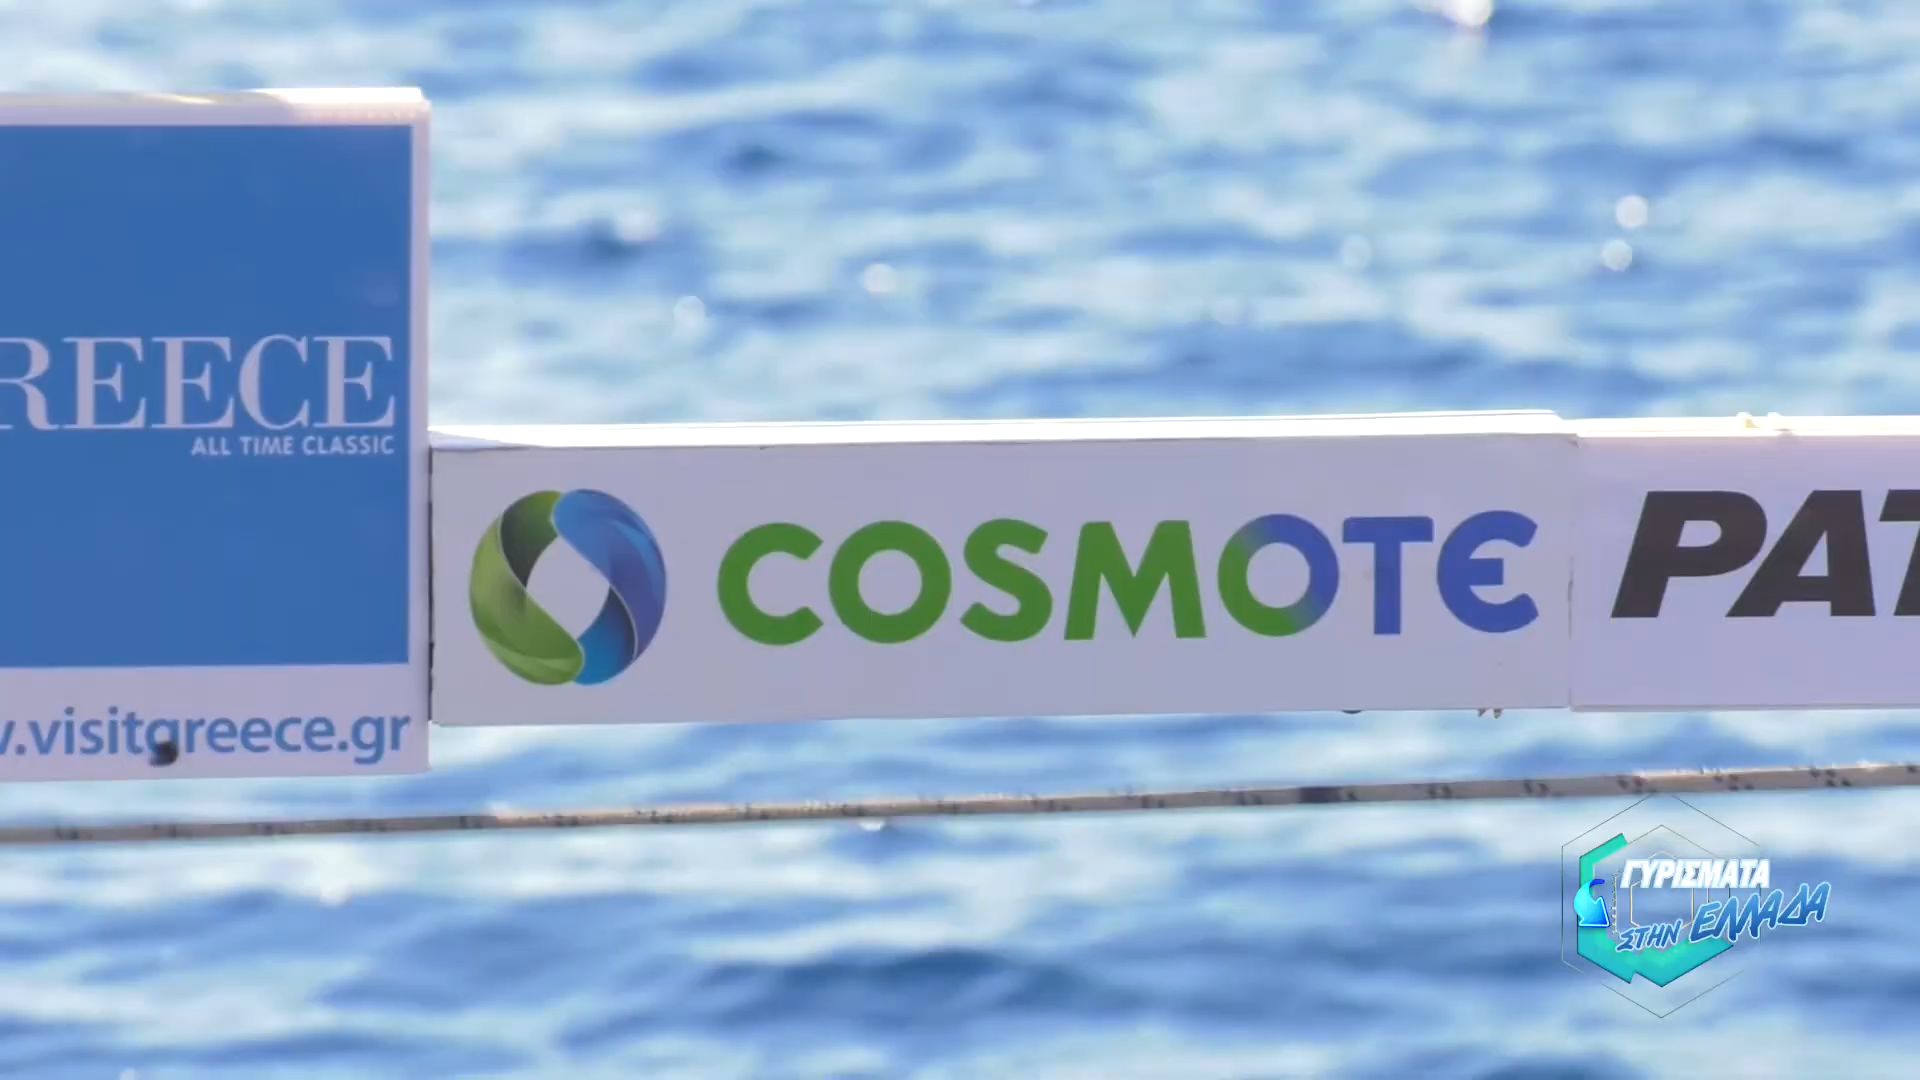 REECE
ALL TIME CLASSIC
.visitgreece.gr
COSMOTE
PAT
ΓΥΡΙΣΜΑΤΑ
ΣΤΗΝ ΕΛΛΑΔΑ